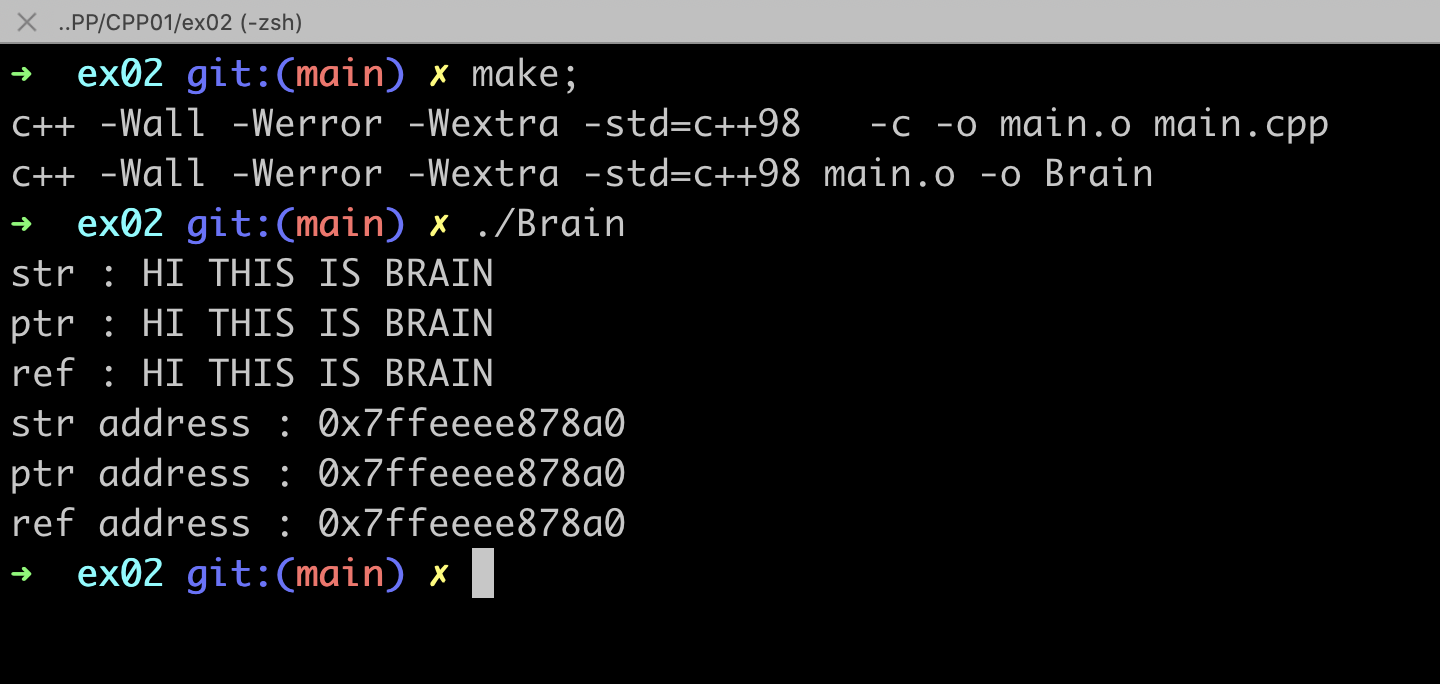 ..PP/CPP01/ex02 (-zsh)
➜  ex02 git:(main) ✗ make;
c++ -Wall -Werror -Wextra -std=c++98   -c -o main.o main.cpp
c++ -Wall -Werror -Wextra -std=c++98 main.o -o Brain
➜  ex02 git:(main) ✗ ./Brain
str : HI THIS IS BRAIN
ptr : HI THIS IS BRAIN
ref : HI THIS IS BRAIN
str address : 0x7ffeeee878a0
ptr address : 0x7ffeeee878a0
ref address : 0x7ffeeee878a0
➜  ex02 git:(main) ✗